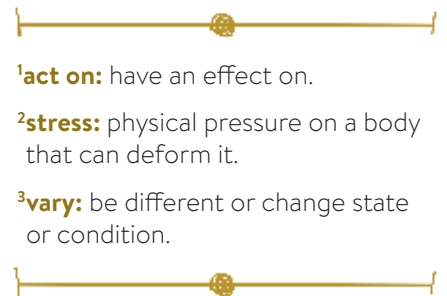 ¹act on: have an effect on.
²stress: physical pressure on a body
that can deform it.
³vary: be different or change state
or condition.